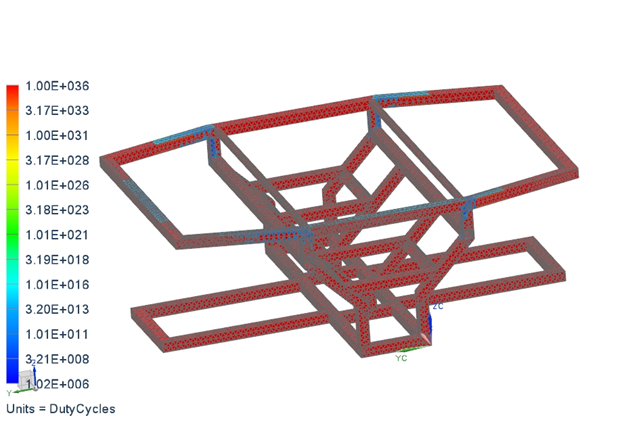 1.00E+036
3.17E+033
1.00E+031
3.17E+028
1.01E+026
3.18E+023
1.01E+021
3.19E+018
1.01E+016
3.20E+013
1.01E+011
3.21E+008
1.02E+006
Units = DutyCycles
ZC
YC
Y